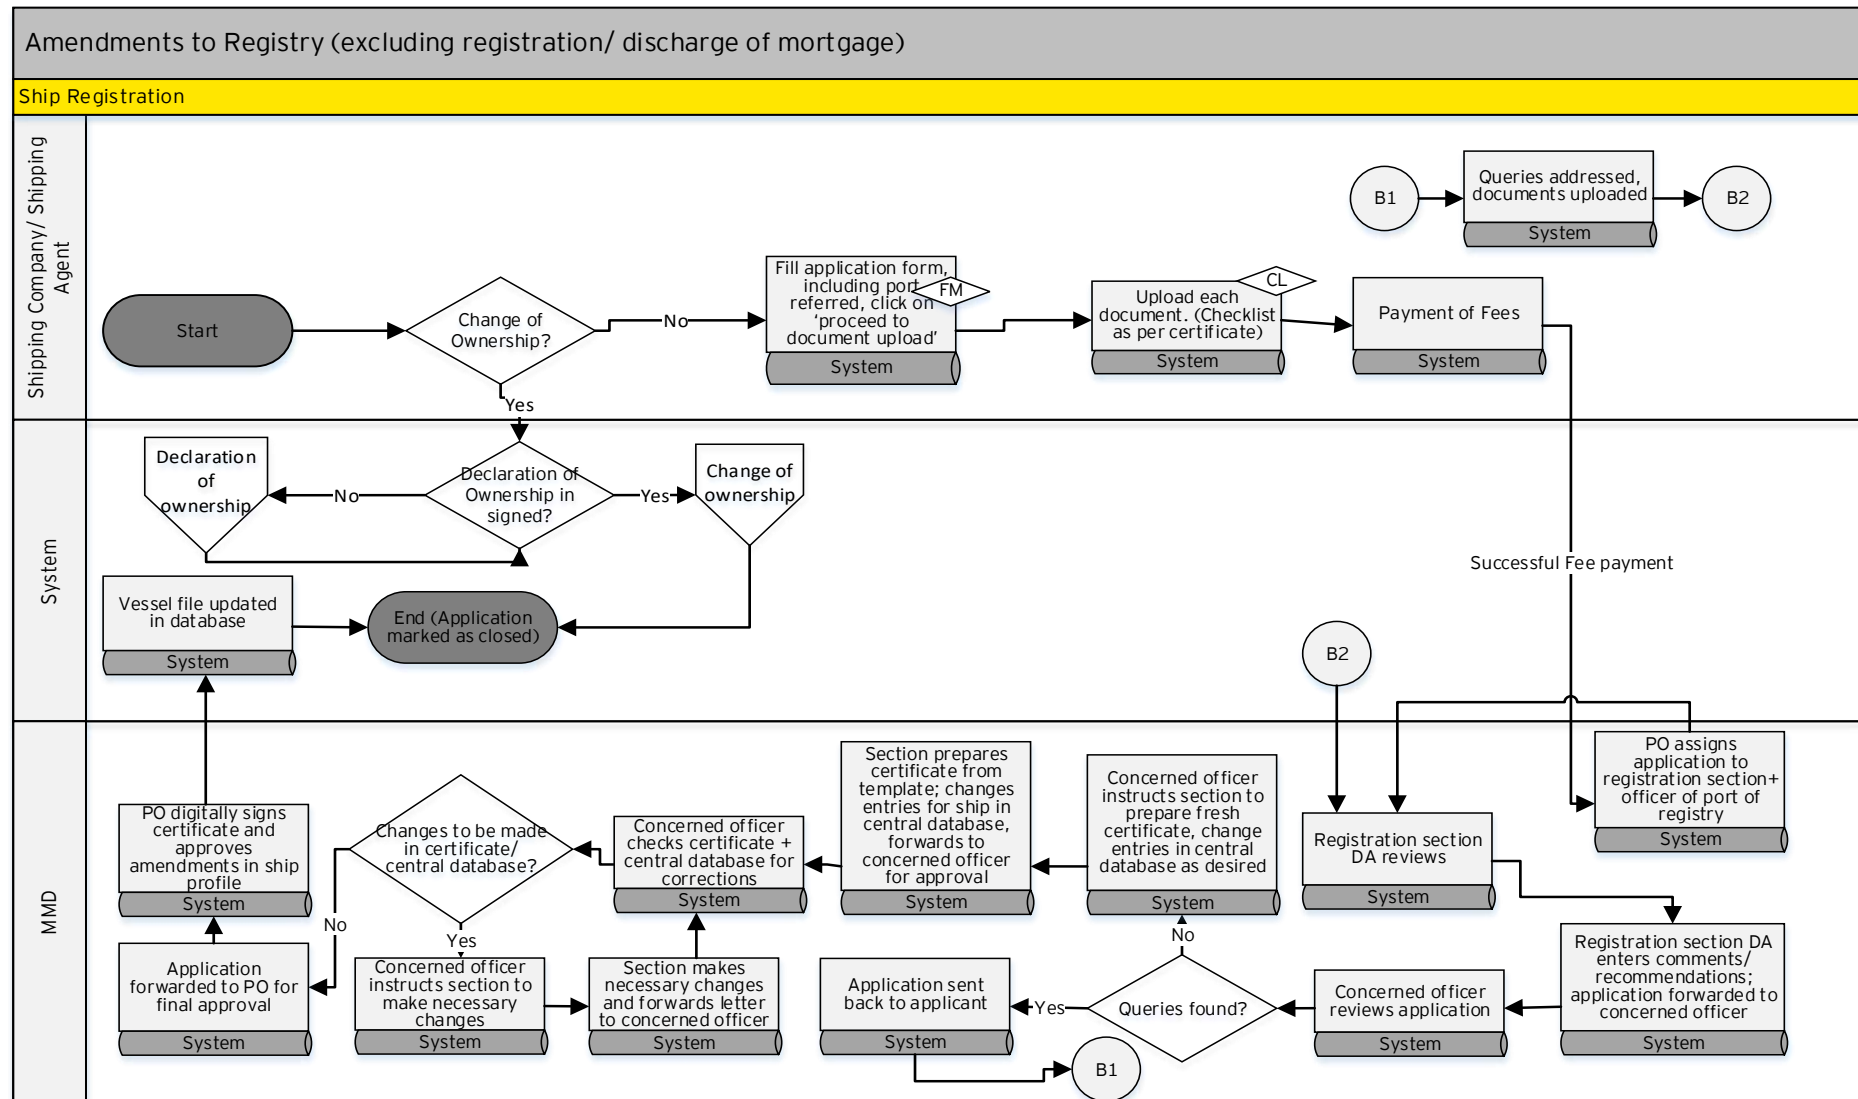 Amendments to Registry (excluding registration/ discharge of mortgage)
Ship Registration
Shipping Company/ Shipping
Agent
Start
Change of
Ownership?
No
Yes
Fill application form,
including port
referred, click on
‘proceed to
document upload’
FM
System
Upload each
document. (Checklist
as per certificate)
CL
System
Payment of Fees
System
B1
Queries addressed,
documents uploaded
System
B2
System
Declaration
of
ownership
No
Declaration of
Ownership in
signed?
Yes
Change of
ownership
Successful Fee payment
Vessel file updated
in database
System
End (Application
marked as closed)
B2
MMD
PO assigns
application to
registration section+
officer of port of
registry
System
Registration section
DA reviews
System
Registration section DA
enters comments/
recommendations;
application forwarded to
concerned officer
System
Concerned officer
reviews application
System
Queries found?
Yes
No
Application sent
back to applicant
System
B1
Concerned officer
instructs section to
prepare fresh
certificate, change
entries in central
database as desired
System
Section prepares
certificate from
template; changes
entries for ship in
central database,
forwards to
concerned officer
for approval
System
Concerned officer
checks certificate +
central database for
corrections
System
Changes to be made
in certificate/
central database?
Yes
No
Concerned officer
instructs section to
make necessary
changes
System
Section makes
necessary changes
and forwards letter
to concerned officer
System
Application
forwarded to PO for
final approval
System
PO digitally signs
certificate and
approves
amendments in ship
profile
System